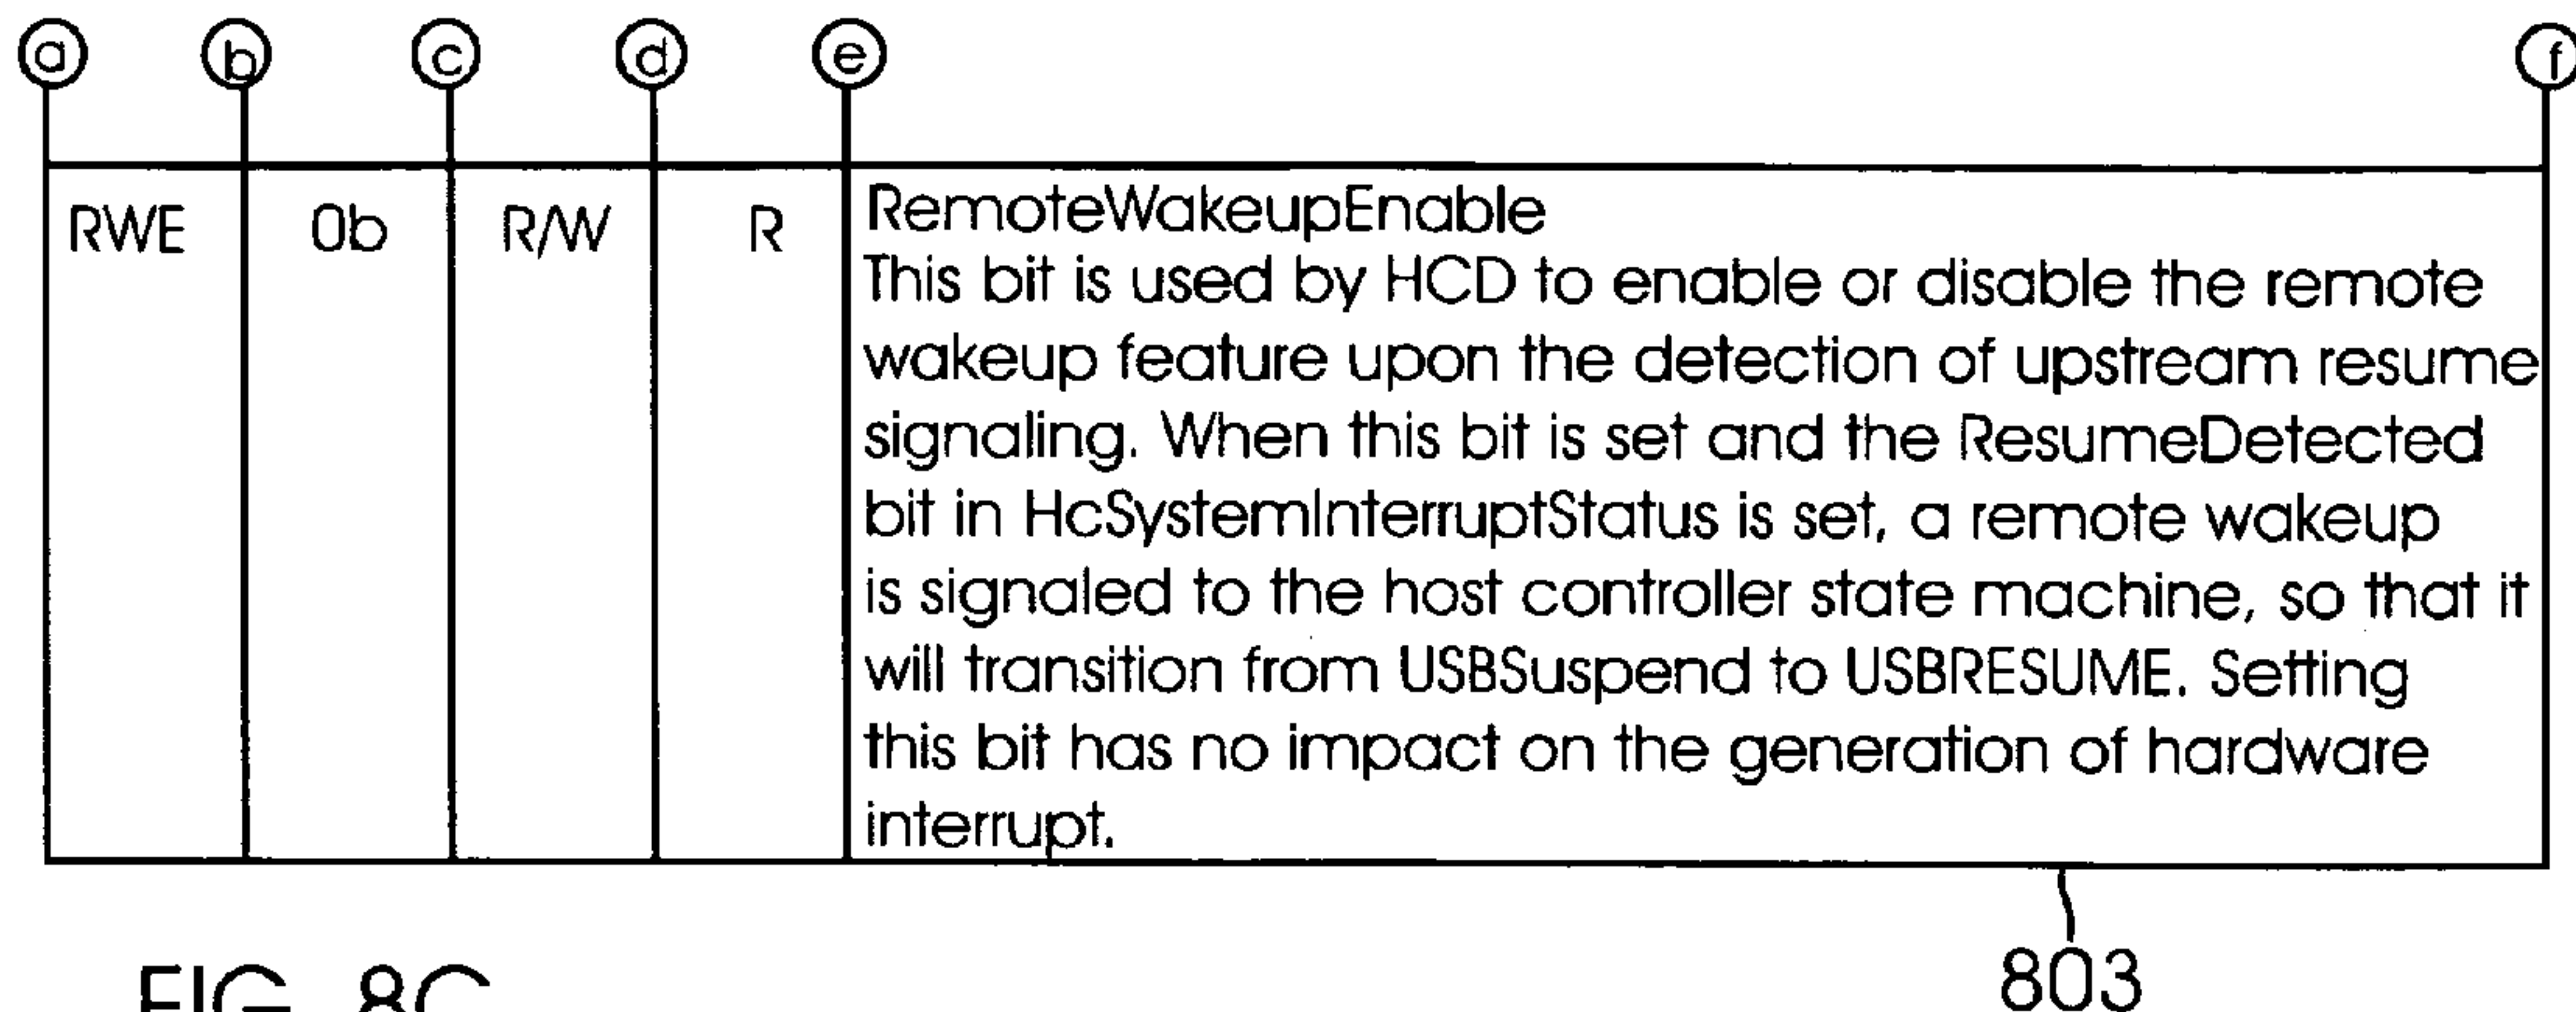 a b c d e f
RWE 0b R/W R RemoteWakeupEnable
This bit is used by HCD to enable or disable the remote
wakeup feature upon the detection of upstream resume
signaling. When this bit is set and the ResumeDetected
bit in HcSystemInterruptStatus is set, a remote wakeup
is signaled to the host controller state machine, so that it
will transition from USBSuspend to USBRESUME. Setting
this bit has no impact on the generation of hardware
interrupt.
803
FIG. 8C